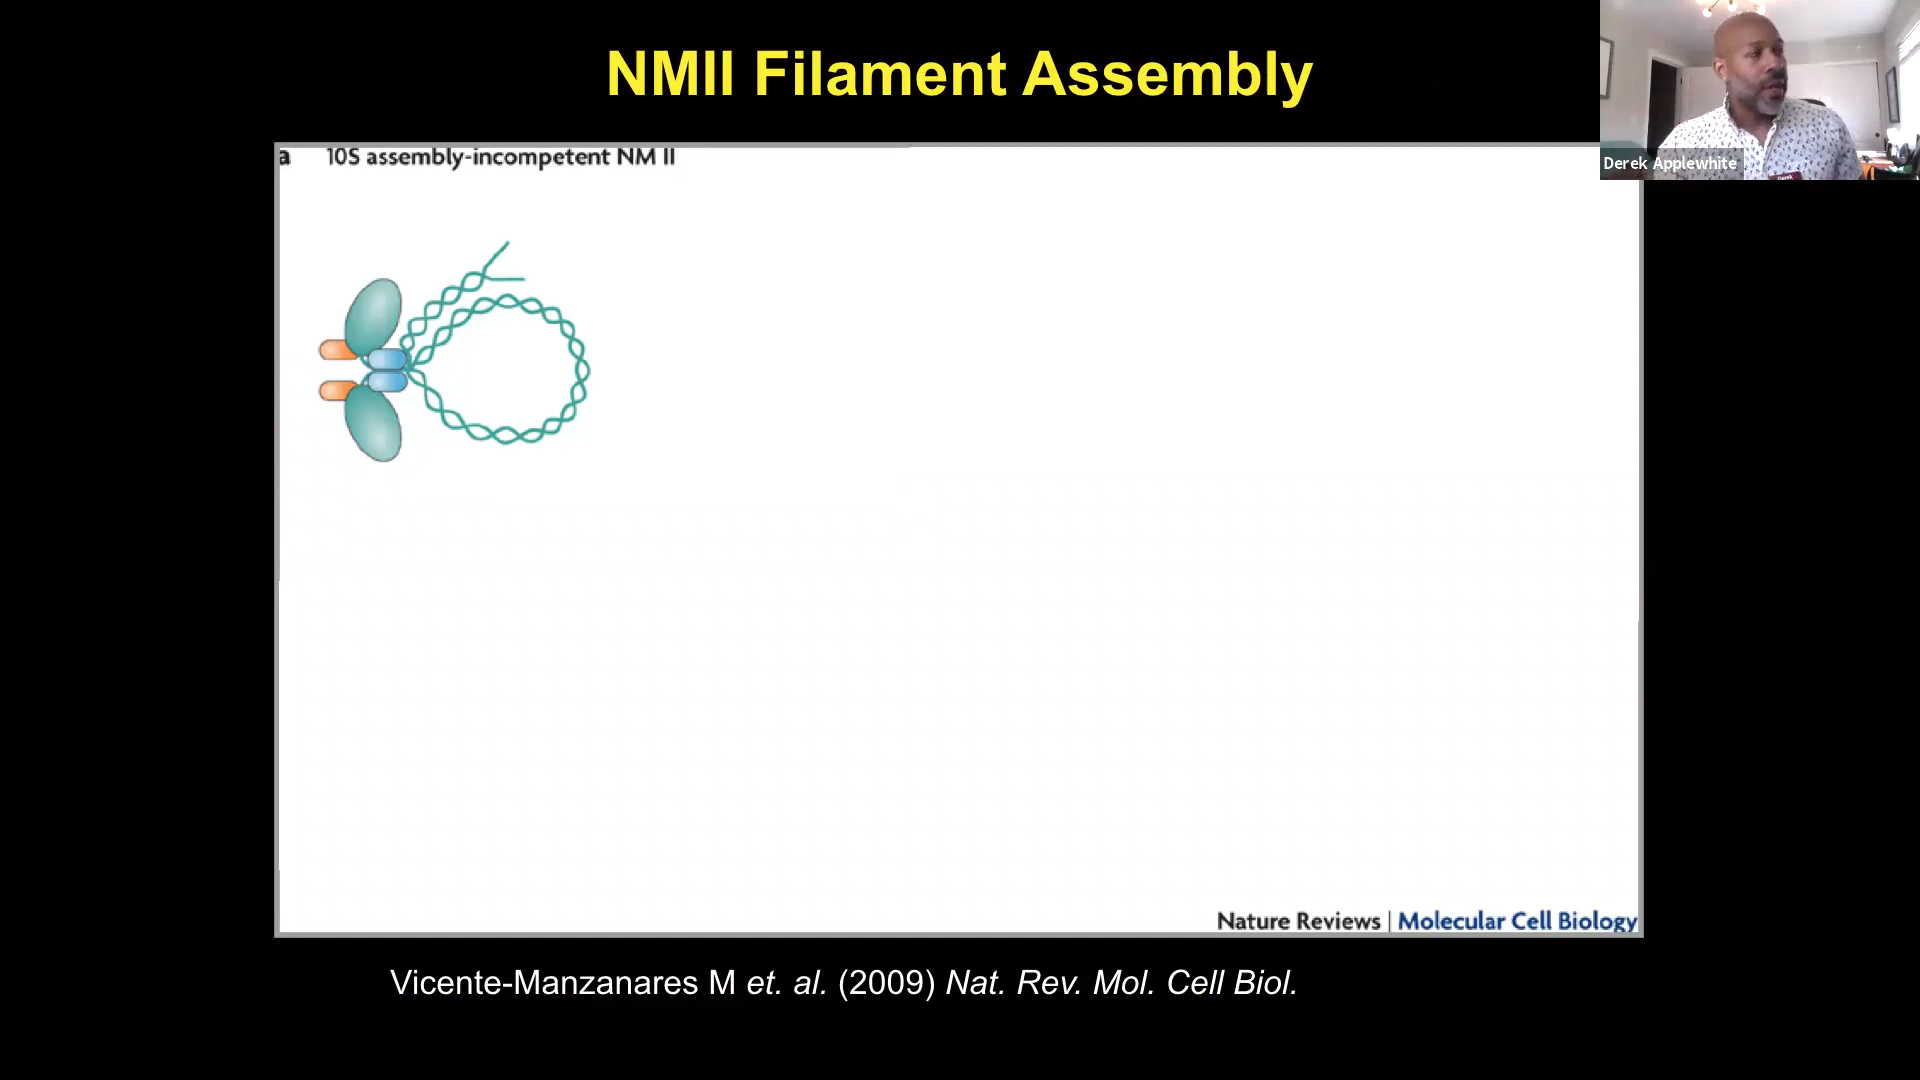 NMII Filament Assembly
Derek Applewhite
a 10S assembly-incompetent NM II
Nature Reviews | Molecular Cell Biology
Vicente-Manzanares M et. al. (2009) Nat. Rev. Mol. Cell Biol.